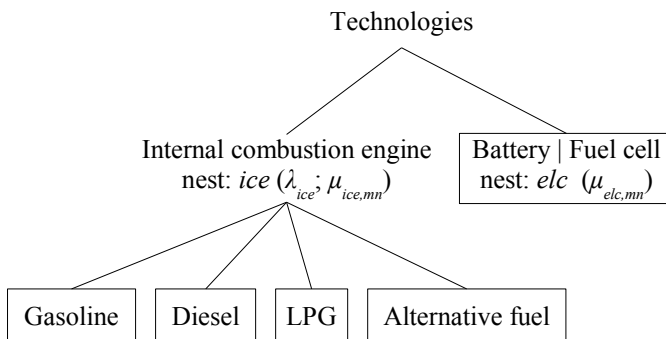 Technologies
Internal combustion engine
nest: ice (λice; μice,mn)
Battery | Fuel cell
nest: elc (μelc,mn)
Gasoline
Diesel
LPG
Alternative fuel